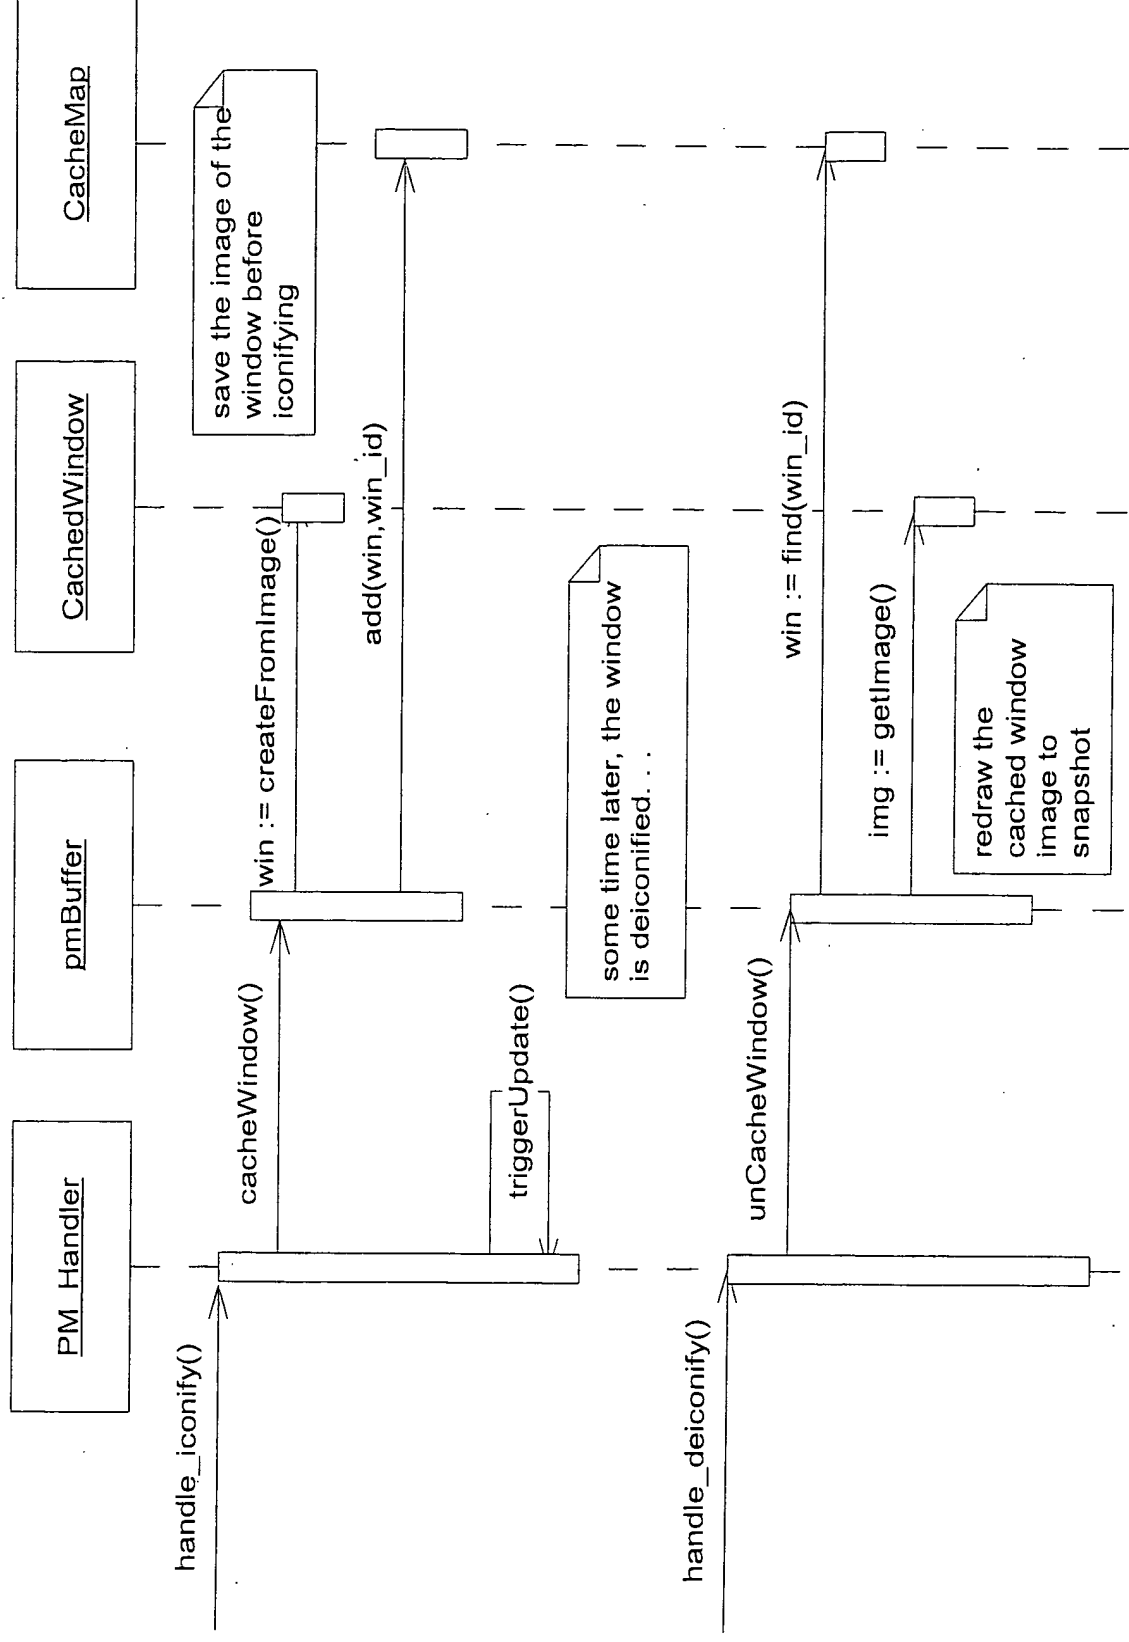 PM_Handler
pmBuffer
CachedWindow
CacheMap
handle_iconify()
cacheWindow()
win := createFromImage()
save the image of the
window before
iconifying
add(win,win_id)
triggerUpdate()
some time later, the window
is deiconified. . .
handle_deiconify()
unCacheWindow()
win := find(win_id)
img := getImage()
redraw the
cached window
image to
snapshot